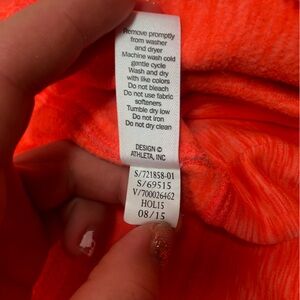 Remove promptly
from washer
and dryer
Machine wash cold
gentle cycle
Wash and dry
with like colors
Do not bleach
Do not use fabric
softeners
Tumble dry low
Do not iron
Do not dry clean
DESIGN ©
ATHLETA, INC
S/721858-01
S/69515
V/700026462
HOL15
08/15